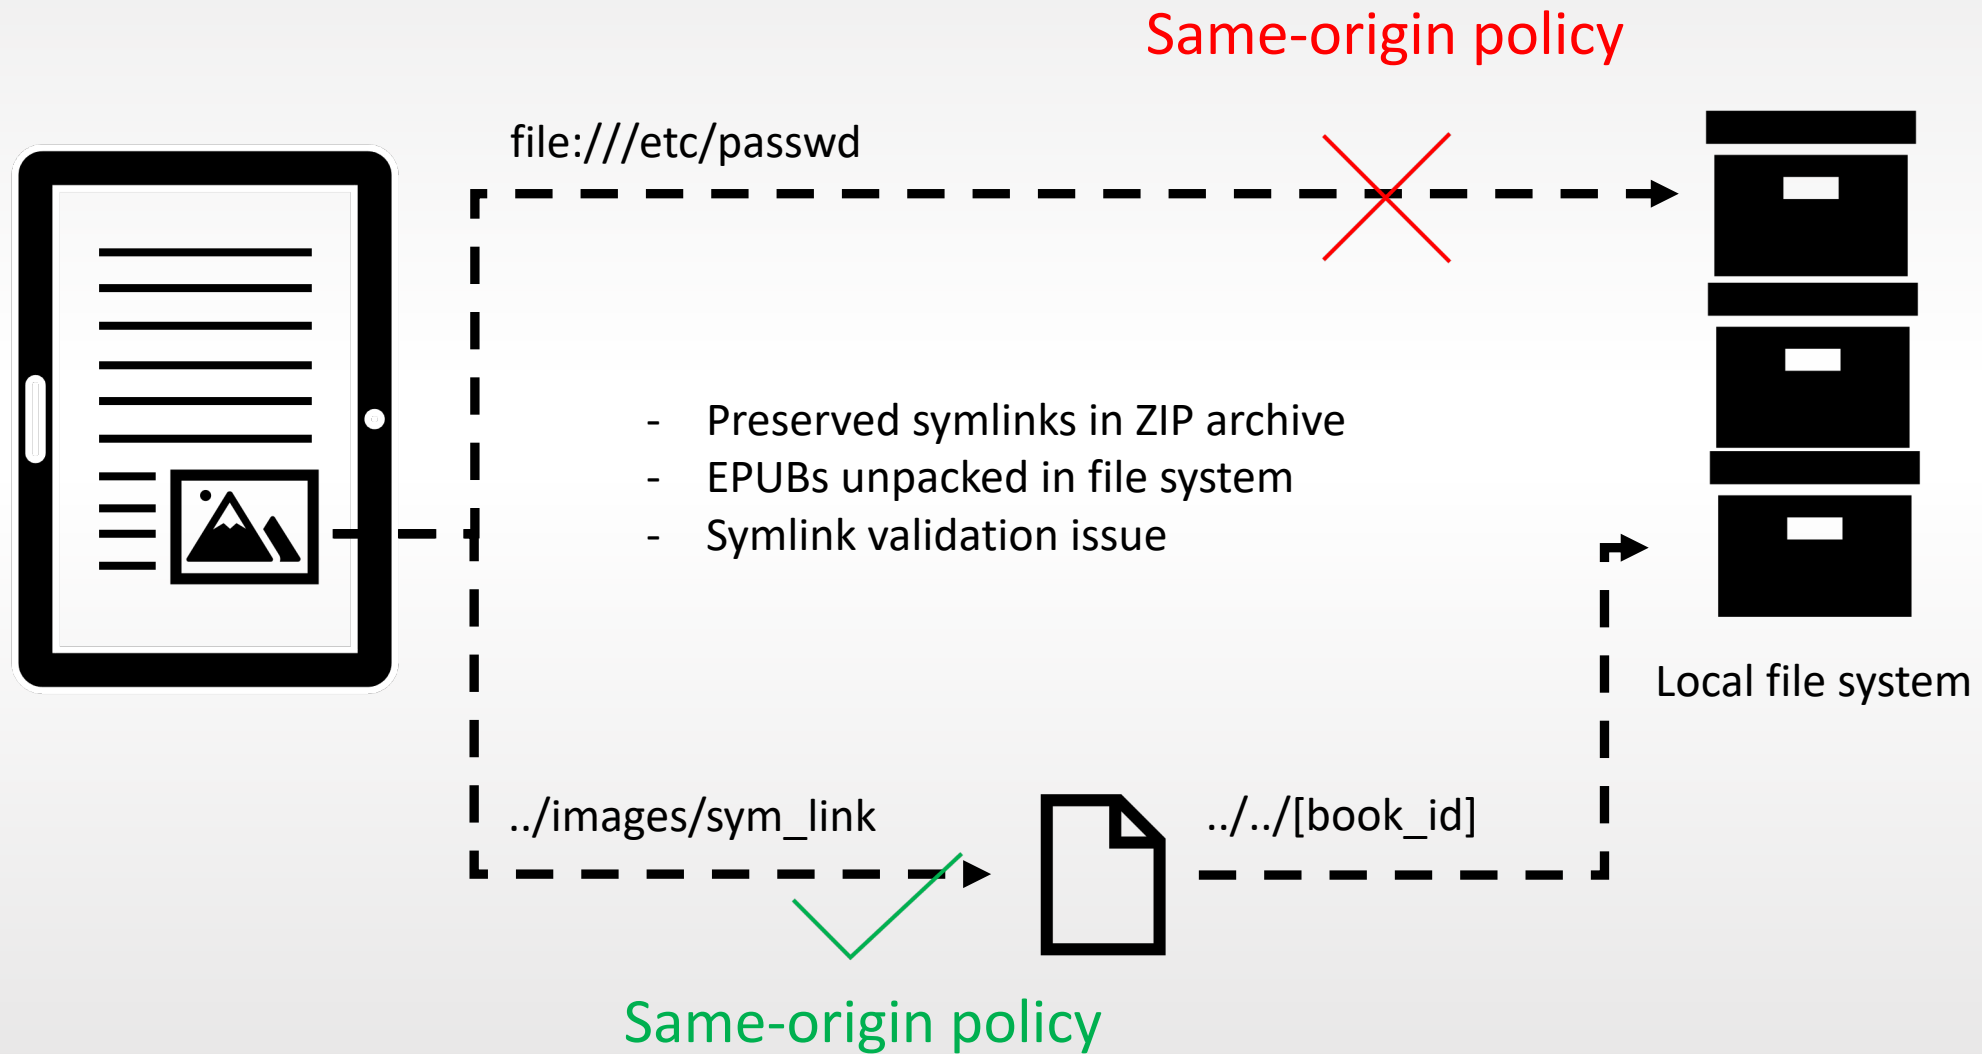 Same-origin policy
file:///etc/passwd
- Preserved symlinks in ZIP archive
- EPUBs unpacked in file system
- Symlink validation issue
Local file system
../images/sym_link
../../[book_id]
Same-origin policy